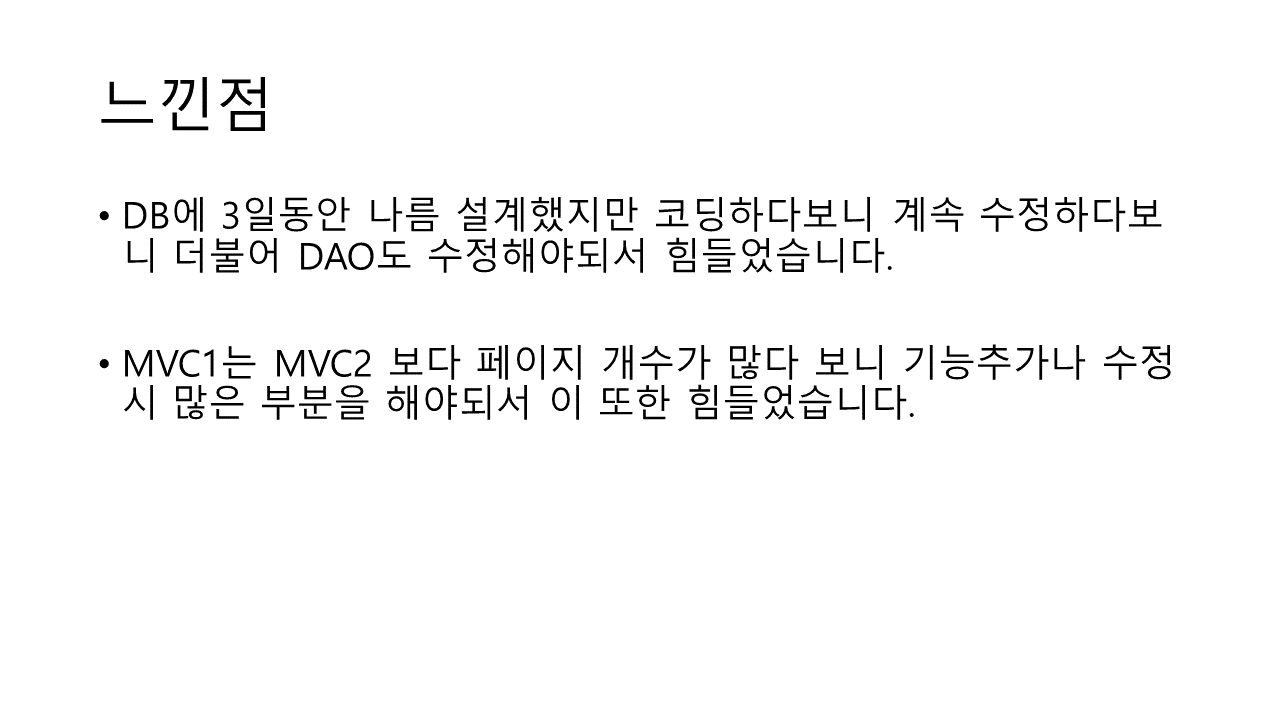 느낀점
• DB에 3일동안 나름 설계했지만 코딩하다보니 계속 수정하다보
니 더불어 DAO도 수정해야되서 힘들었습니다.
• MVC1는 MVC2 보다 페이지 개수가 많다 보니 기능추가나 수정
시 많은 부분을 해야되서 이 또한 힘들었습니다.